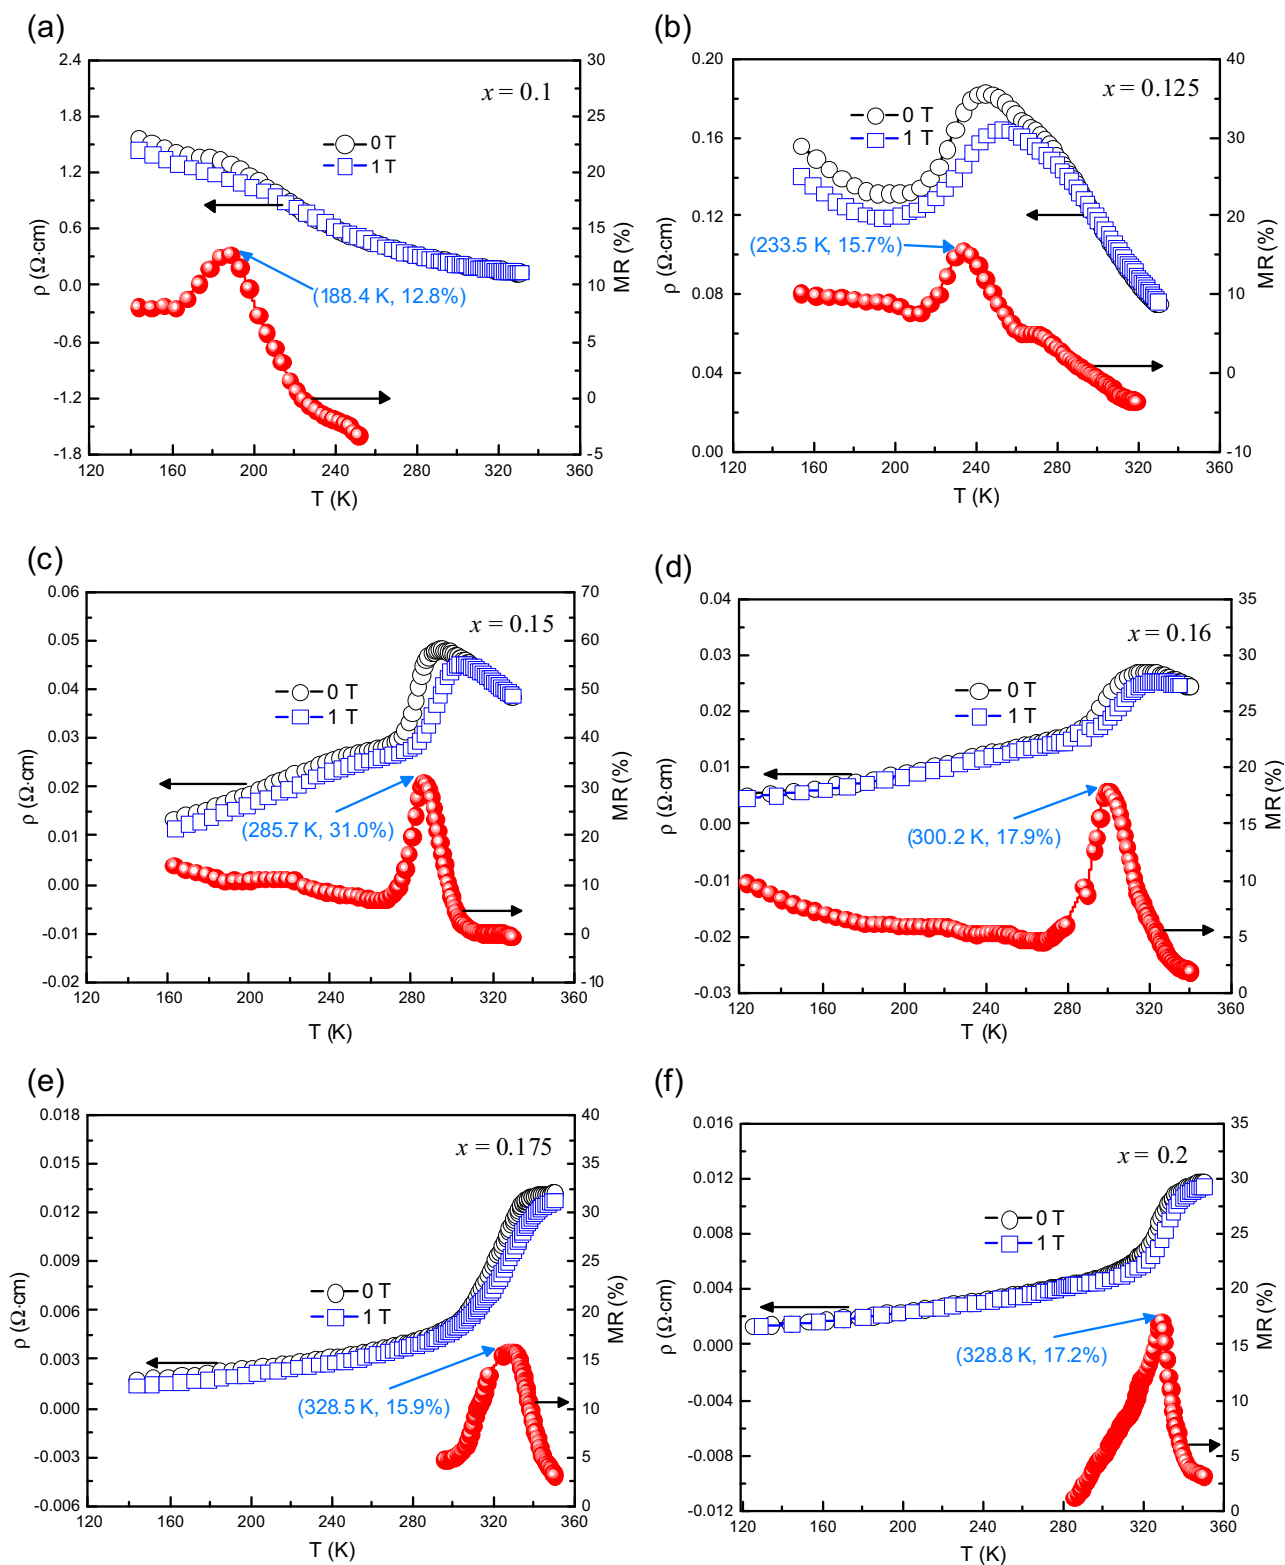 (a)
2.4
1.8
1.2
0.6
0.0
-0.6
-1.2
-1.8
ρ (Ω·cm)
30
25
20
15
10
5
0
-5
MR (%)
x = 0.1
0 T
1 T
(188.4 K, 12.8%)
120 160 200 240 280 320 360
T (K)
(b)
0.20
0.16
0.12
0.08
0.04
0.00
ρ (Ω·cm)
40
30
20
10
0
-10
MR (%)
x = 0.125
0 T
1 T
(233.5 K, 15.7%)
120 160 200 240 280 320 360
T (K)
(c)
0.06
0.05
0.04
0.03
0.02
0.01
0.00
-0.01
-0.02
ρ (Ω·cm)
70
60
50
40
30
20
10
0
-10
MR (%)
x = 0.15
0 T
1 T
(285.7 K, 31.0%)
120 160 200 240 280 320 360
T (K)
(d)
0.04
0.03
0.02
0.01
0.00
-0.01
-0.02
-0.03
ρ (Ω·cm)
35
30
25
20
15
10
5
0
MR (%)
x = 0.16
0 T
1 T
(300.2 K, 17.9%)
120 160 200 240 280 320 360
T (K)
(e)
0.018
0.015
0.012
0.009
0.006
0.003
0.000
-0.003
-0.006
ρ (Ω·cm)
40
35
30
25
20
15
10
5
0
MR (%)
x = 0.175
0 T
1 T
(328.5 K, 15.9%)
120 160 200 240 280 320 360
T (K)
(f)
0.016
0.012
0.008
0.004
0.000
-0.004
-0.008
-0.012
ρ (Ω·cm)
35
30
25
20
15
10
5
0
MR (%)
x = 0.2
0 T
1 T
(328.8 K, 17.2%)
120 160 200 240 280 320 360
T (K)